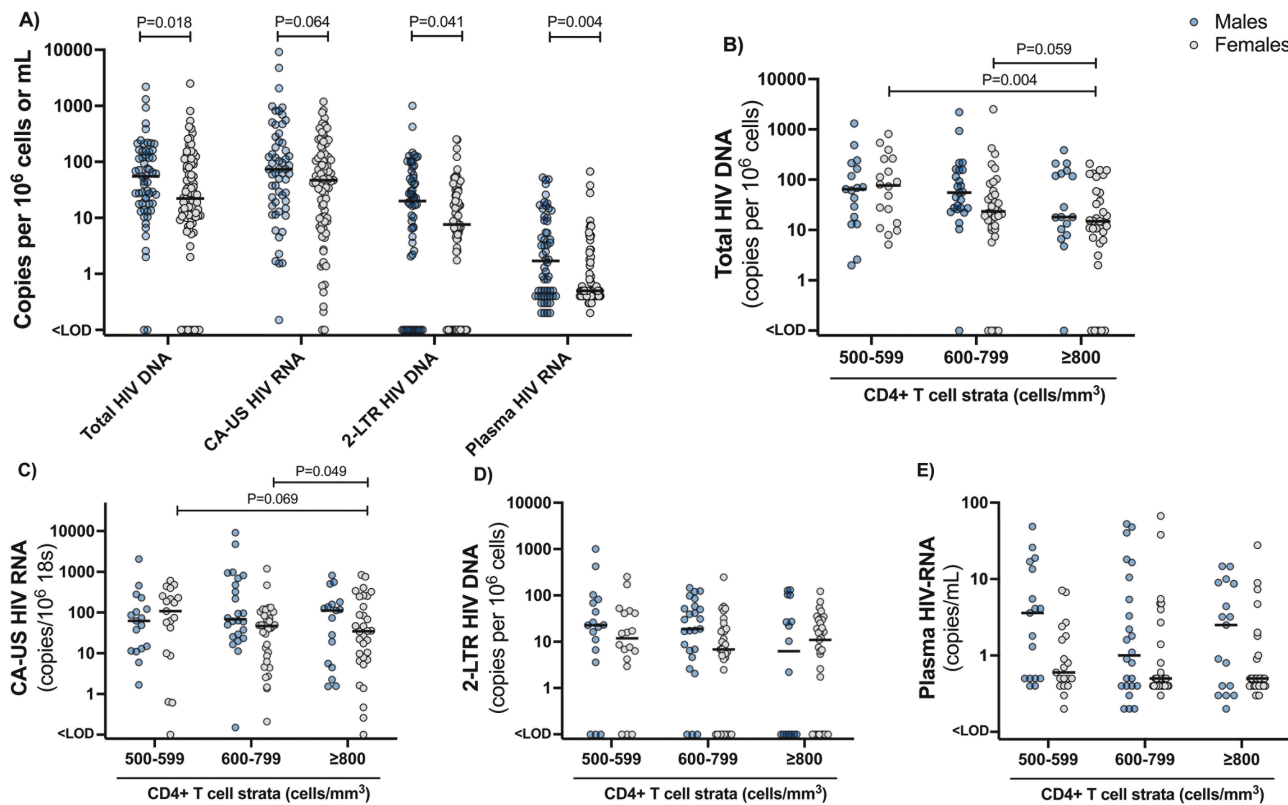 A)
P=0.018
P=0.064
P=0.041
P=0.004
Copies per 10⁶ cells or mL
10000
1000
100
10
1
<LOD
Total HIV DNA
CA-US HIV RNA
2-LTR HIV DNA
Plasma HIV RNA
Males
Females
B)
P=0.059
P=0.004
Total HIV DNA
(copies per 10⁶ cells)
10000
1000
100
10
1
<LOD
500-599
600-799
≥800
CD4+ T cell strata (cells/mm³)
C)
P=0.049
P=0.069
CA-US HIV RNA
(copies/10⁶ 18s)
10000
1000
100
10
1
<LOD
500-599
600-799
≥800
CD4+ T cell strata (cells/mm³)
D)
2-LTR HIV DNA
(copies per 10⁶ cells)
10000
1000
100
10
1
<LOD
500-599
600-799
≥800
CD4+ T cell strata (cells/mm³)
E)
Plasma HIV-RNA
(copies/mL)
100
10
1
<LOD
500-599
600-799
≥800
CD4+ T cell strata (cells/mm³)